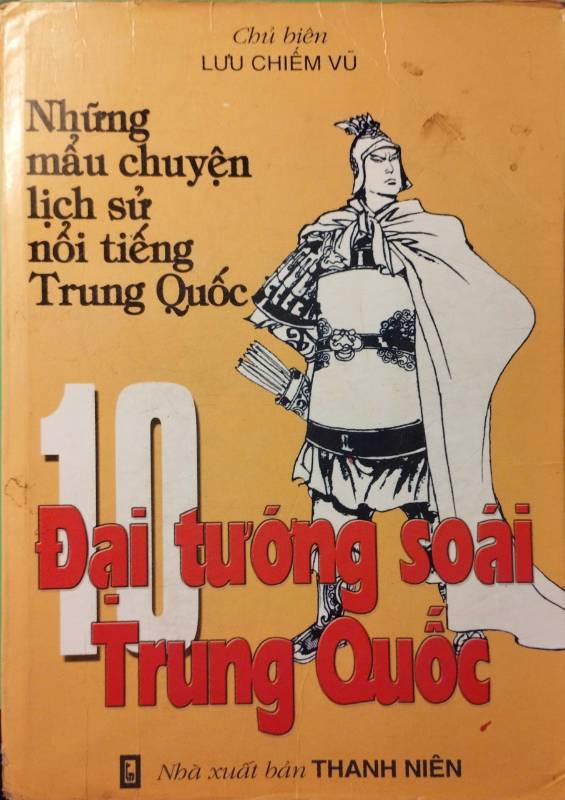 Chủ biên
LƯU CHIẾM VŨ
Những
mẩu chuyện
lịch sử
nổi tiếng
Trung Quốc
10
Đại tướng soái
Trung Quốc
Nhà xuất bản THANH NIÊN